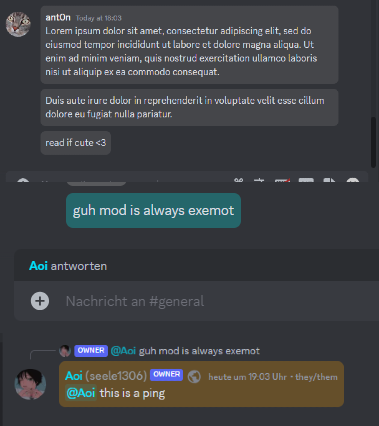 ant0n Today at 18:03
Lorem ipsum dolor sit amet, consectetur adipiscing elit, sed do
eiusmod tempor incididunt ut labore et dolore magna aliqua. Ut
enim ad minim veniam, quis nostrud exercitation ullamco laboris
nisi ut aliquip ex ea commodo consequat.
Duis aute irure dolor in reprehenderit in voluptate velit esse cillum
dolore eu fugiat nulla pariatur.
read if cute <3
guh mod is always exemot
Aoi antworten
Nachricht an #general
OWNER @Aoi guh mod is always exemot
Aoi (seele1306) OWNER heute um 19:03 Uhr • they/them
@Aoi this is a ping